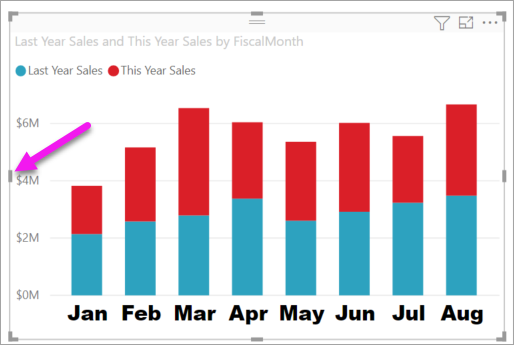 Last Year Sales and This Year Sales by FiscalMonth
Last Year Sales This Year Sales
$6M
$4M
$2M
$0M
Jan Feb Mar Apr May Jun Jul Aug